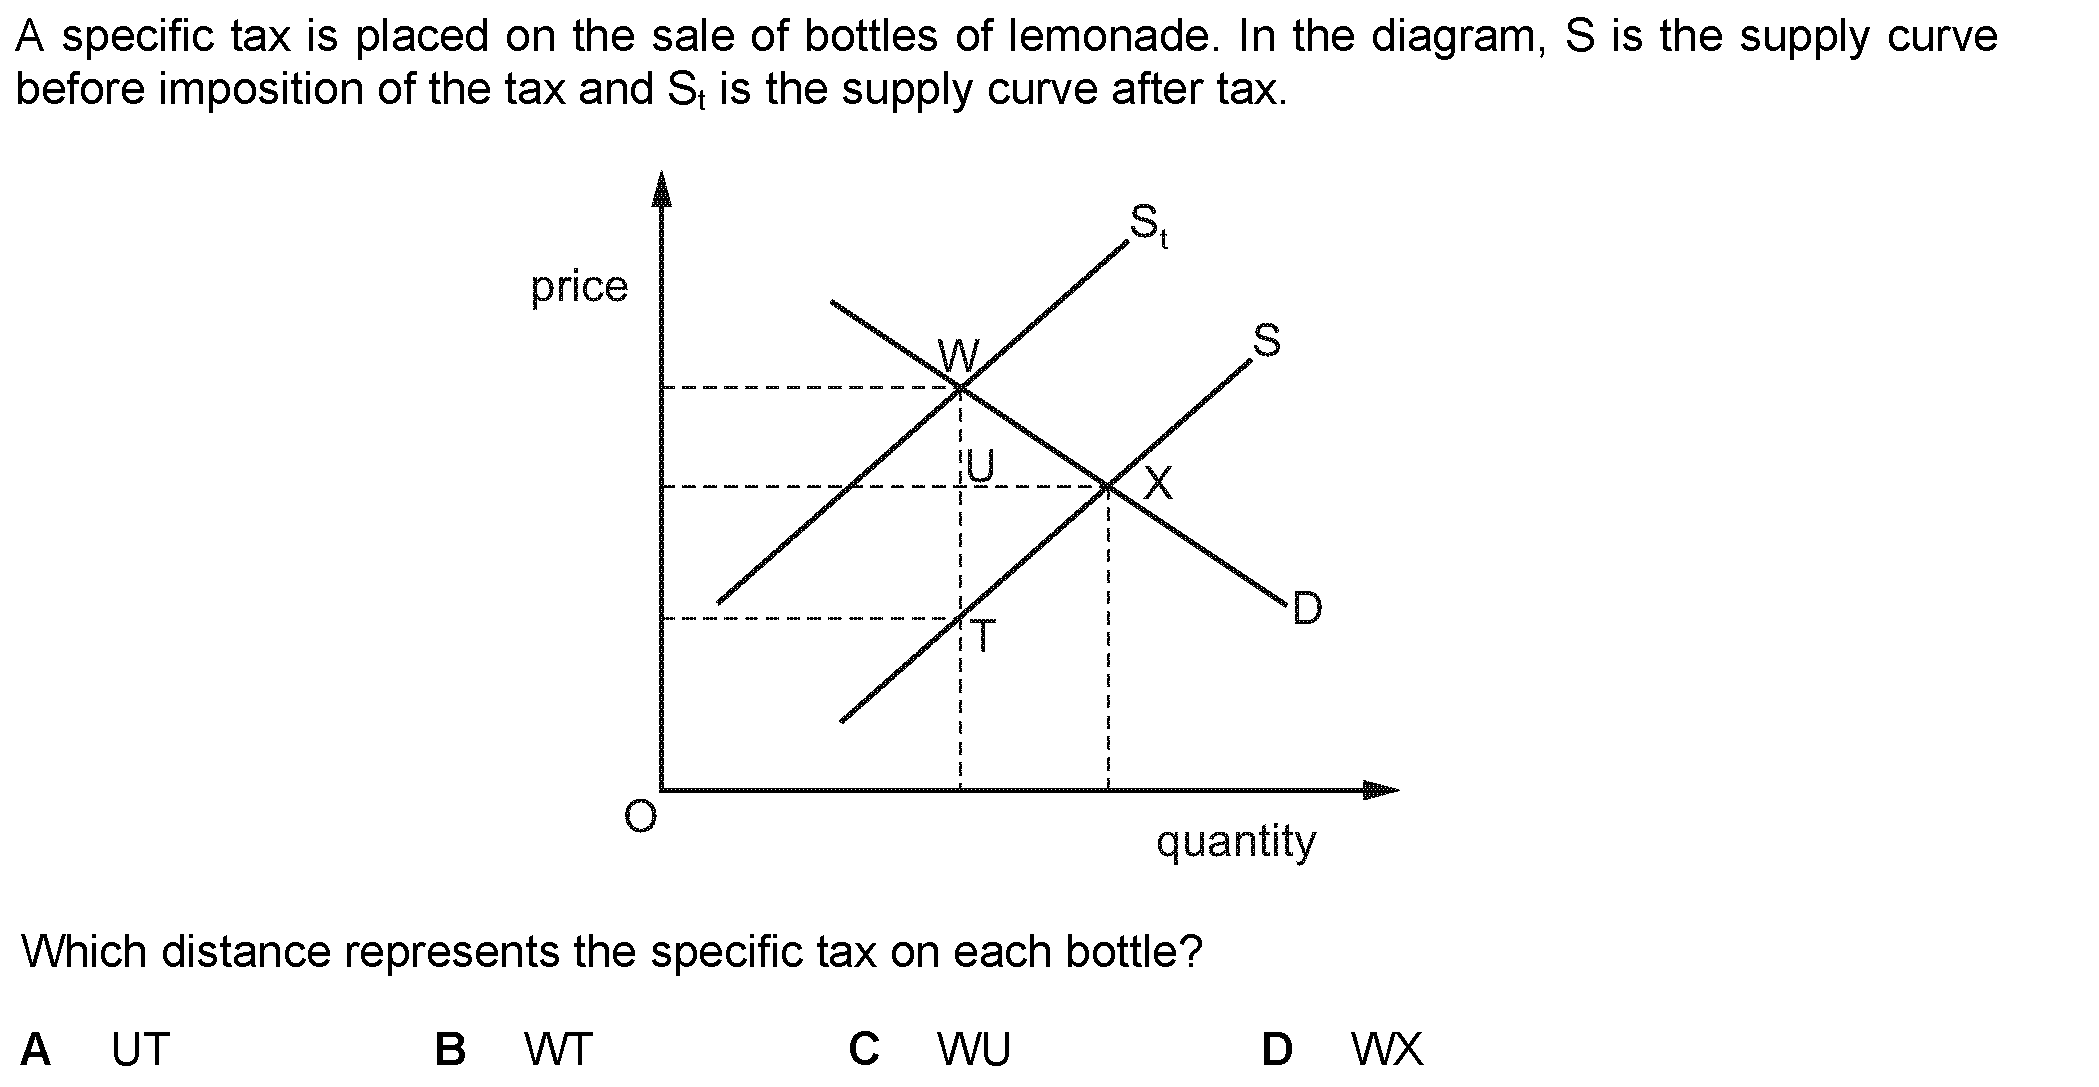 A specific tax is placed on the sale of bottles of lemonade. In the diagram, S is the supply curve
before imposition of the tax and Sₜ is the supply curve after tax.
Sₜ
price
S
W
U
X
D
T
O
quantity
Which distance represents the specific tax on each bottle?
A UT B WT C WU D WX